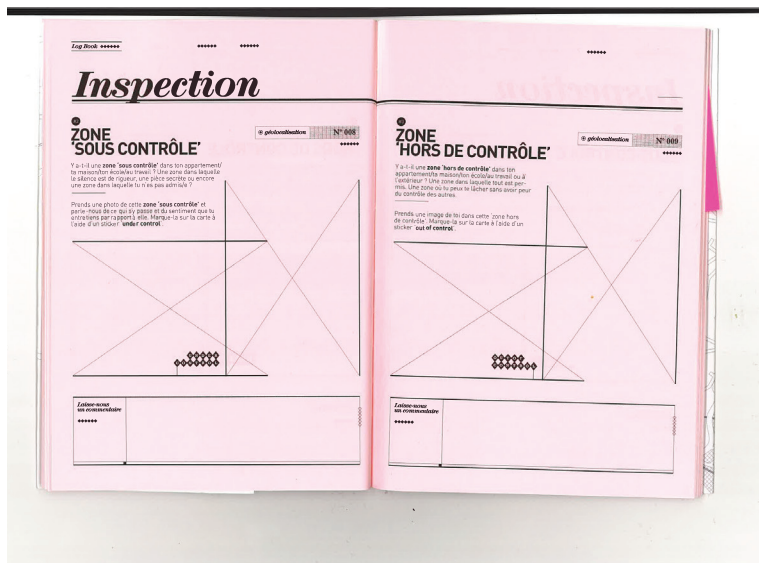 Log Book
Inspection
ZONE
'SOUS CONTRÔLE'
géolocalisation N° 008
Y a-t-il une zone 'sous contrôle' dans ton appartement/
ta maison/ton école/au travail ? Une zone dans laquelle
le silence est de rigueur, une pièce secrète ou encore
une zone dans laquelle tu n'es pas admis/e ?
Prends une photo de cette zone 'sous contrôle' et
parle-nous de ce qui s'y passe et du sentiment que tu
entretiens par rapport à elle. Marque-la sur la carte à
l'aide d'un sticker 'under control'.
Laisse-nous
un commentaire
ZONE
'HORS DE CONTRÔLE'
géolocalisation N° 009
Y a-t-il une zone 'hors de contrôle' dans ton
appartement/ta maison/ton école/au travail ou à
l'extérieur ? Une zone dans laquelle tout est per-
mis. Une zone où tu peux te lâcher sans avoir peur
du contrôle des autres.
Prends une image de toi dans cette 'zone hors
de contrôle'. Marque-la sur la carte à l'aide d'un
sticker 'out of control'.
Laisse-nous
un commentaire